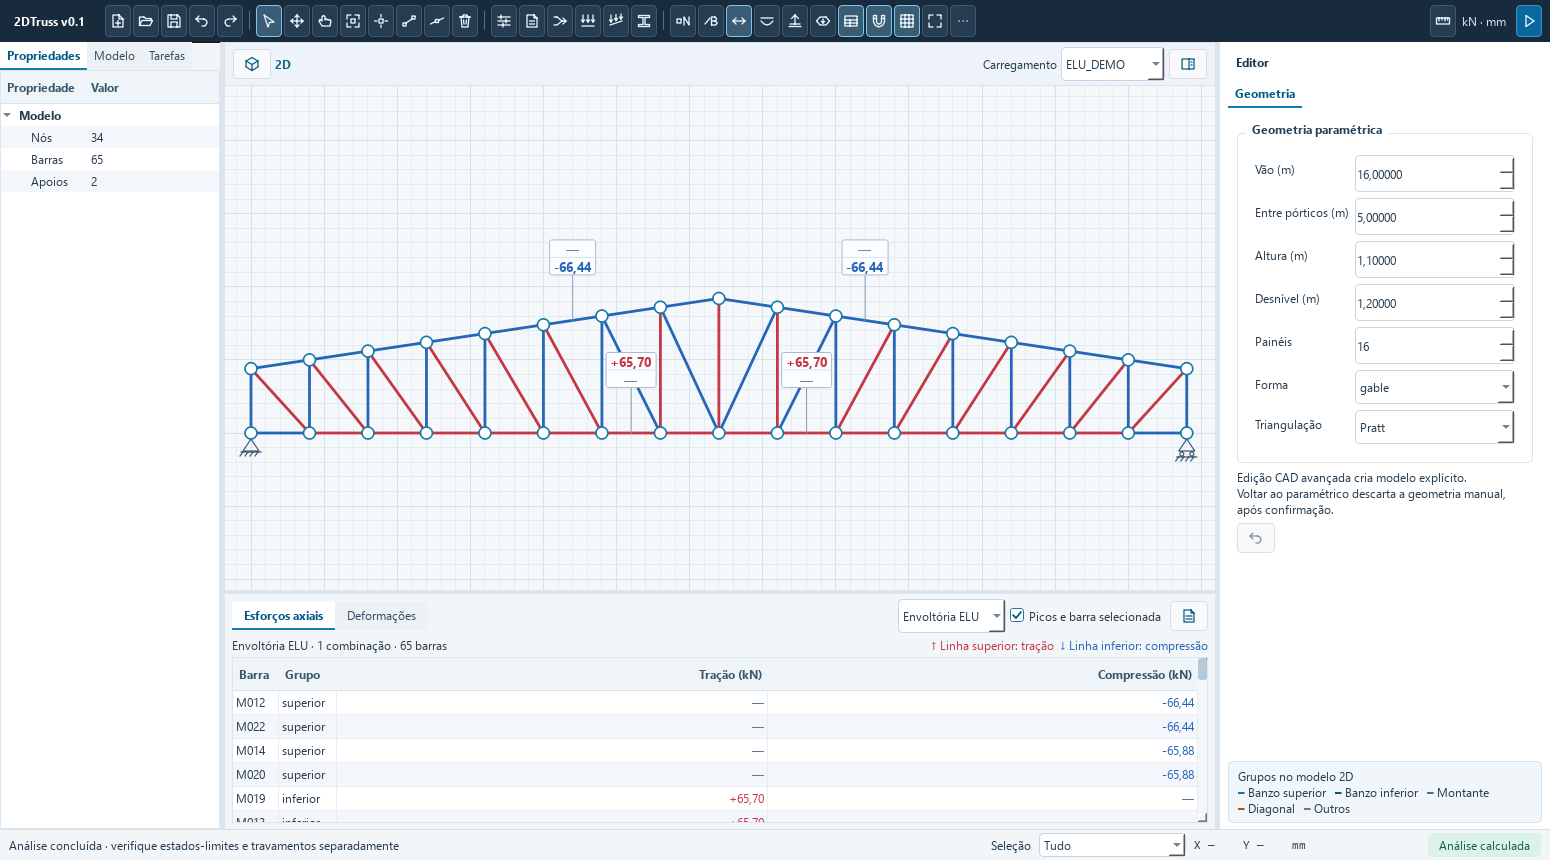 2DTruss v0.1
N
B
kN · mm
Propriedades Modelo Tarefas
Propriedade Valor
Modelo
Nós 34
Barras 65
Apoios 2
2D
Carregamento ELU_DEMO
—
-66,44
—
-66,44
+65,70
—
+65,70
—
Esforços axiais Deformações
Envoltória ELU Picos e barra selecionada
Envoltória ELU · 1 combinação · 65 barras
↑ Linha superior: tração ↓ Linha inferior: compressão
Barra Grupo Tração (kN) Compressão (kN)
M012 superior — -66,44
M022 superior — -66,44
M014 superior — -65,88
M020 superior — -65,88
M019 inferior +65,70 —
M013 inferior +65,70
Editor
Geometria
Geometria paramétrica
Vão (m) 16,00000
Entre pórticos (m) 5,00000
Altura (m) 1,10000
Desnível (m) 1,20000
Painéis 16
Forma gable
Triangulação Pratt
Edição CAD avançada cria modelo explícito.
Voltar ao paramétrico descarta a geometria manual,
após confirmação.
Grupos no modelo 2D
Banzo superior Banzo inferior Montante
Diagonal Outros
Análise concluída · verifique estados-limites e travamentos separadamente
Seleção Tudo X — Y — mm
Análise calculada